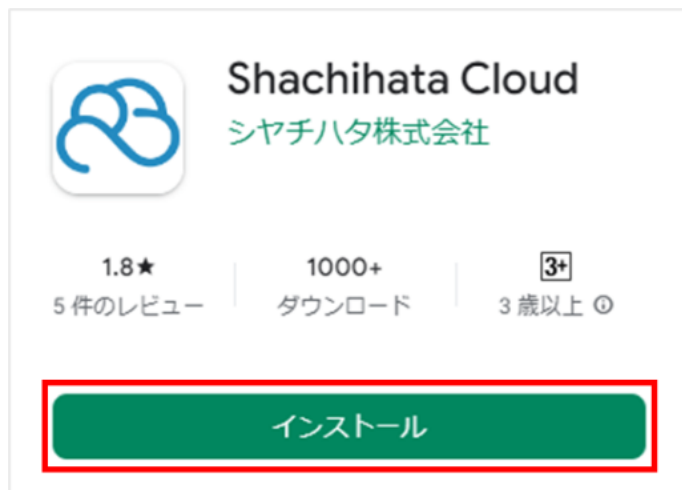 Shachihata Cloud
シヤチハタ株式会社
1.8★
5 件のレビュー
1000+
ダウンロード
3+
3 歳以上
インストール